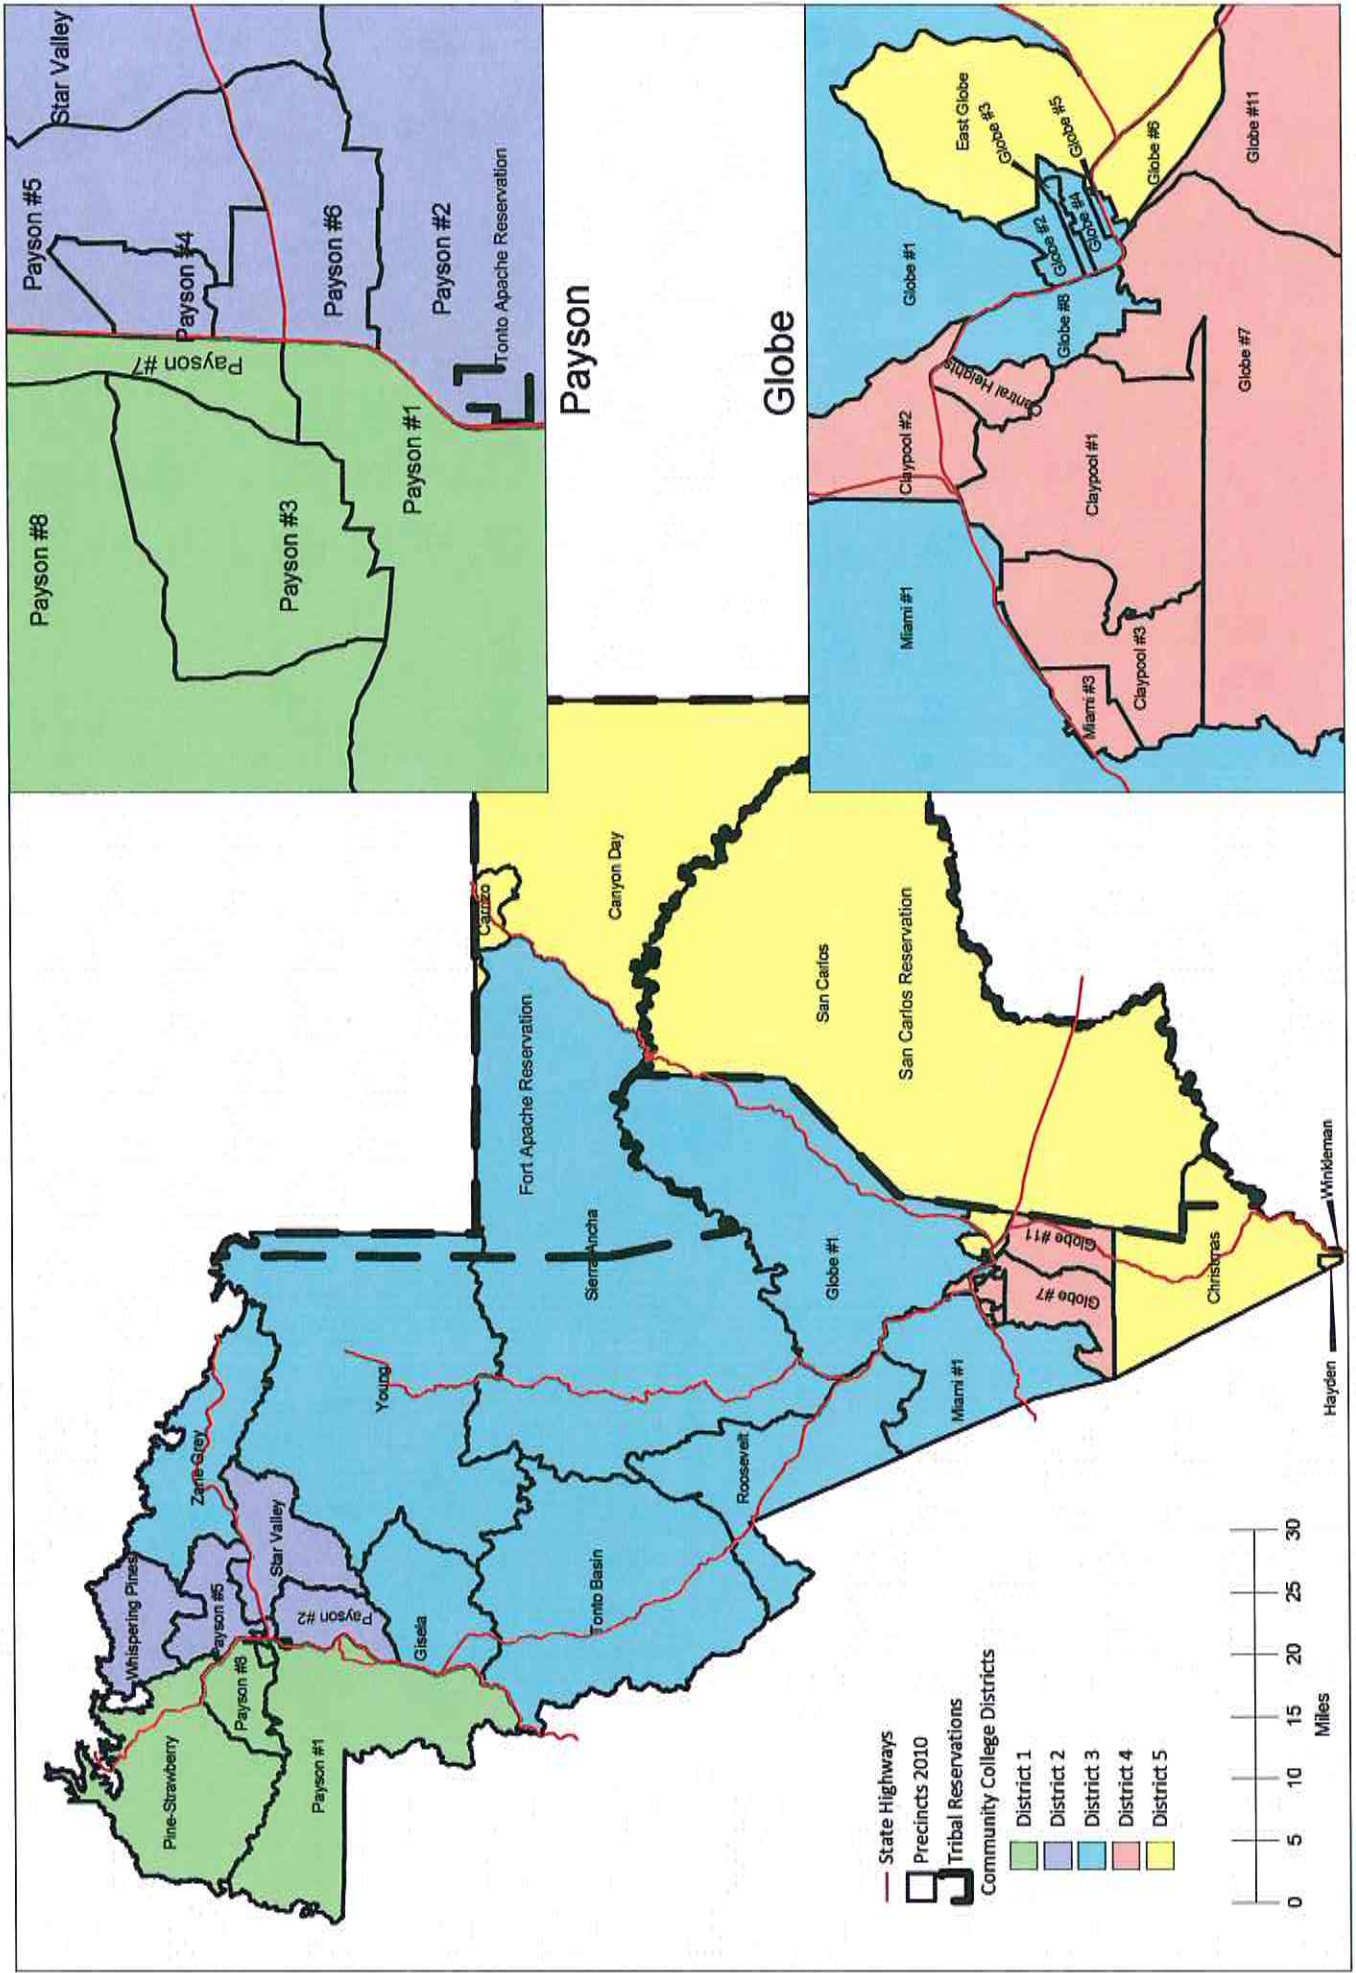 Pine-Strawberry
Payson #1
Payson #8
Whispering Pines
Payson #5
Payson #2
Star Valley
Zane Grey
Gisela
Young
Tonto Basin
Roosevelt
Sierra Ancha
Fort Apache Reservation
Carrizo
Canyon Day
San Carlos
San Carlos Reservation
Globe #1
Miami #1
Globe #7
Globe #11
Christmas
Hayden
Winkleman
State Highways
Precincts 2010
Tribal Reservations
Community College Districts
District 1
District 2
District 3
District 4
District 5
0 5 10 15 20 25 30
Miles
Payson #8
Payson #5
Star Valley
Payson #7
Payson #4
Payson #3
Payson #6
Payson #1
Payson #2
Tonto Apache Reservation
Payson
Globe
Miami #1
Claypool #2
Globe #1
East Globe
Globe #3
Globe #5
Globe #2
Globe #4
Globe #6
Globe #8
Central Heights
Claypool #1
Miami #3
Claypool #3
Globe #7
Globe #11